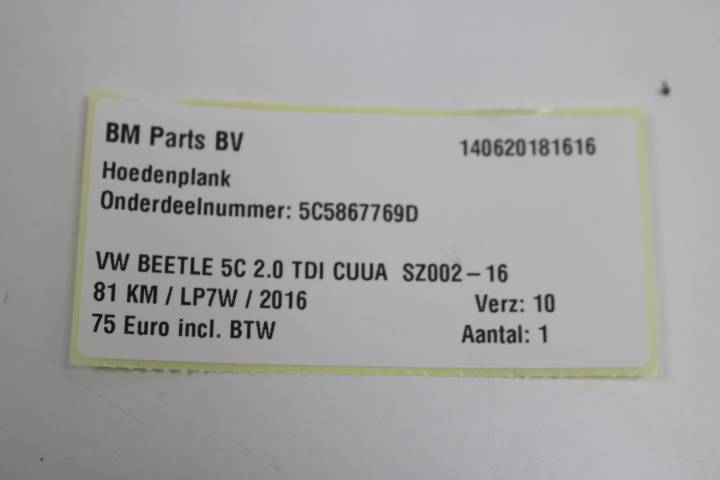 BM Parts BV 140620181616
Hoedenplank
Onderdeelnummer: 5C5867769D
VW BEETLE 5C 2.0 TDI CUUA SZ002-16
81 KM / LP7W / 2016 Verz: 10
75 Euro incl. BTW Aantal: 1